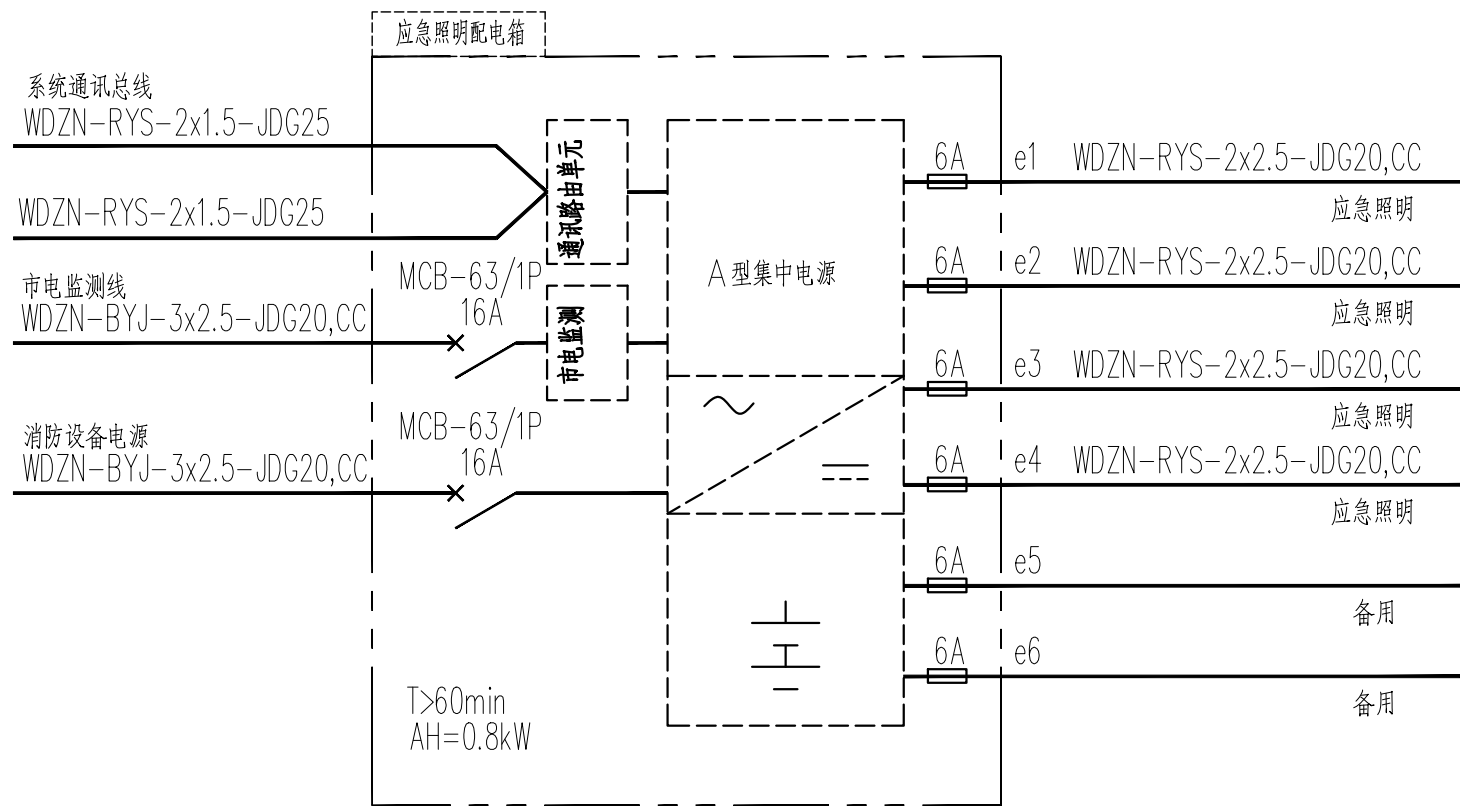 应急照明配电箱
系统通讯总线
WDZN-RYS-2x1.5-JDG25
WDZN-RYS-2x1.5-JDG25
通讯路由单元
市电监测线
WDZN-BYJ-3x2.5-JDG20,CC
MCB-63/1P
16A
市电监测
消防设备电源
WDZN-BYJ-3x2.5-JDG20,CC
MCB-63/1P
16A
A型集中电源
6A e1 WDZN-RYS-2x2.5-JDG20,CC
应急照明
6A e2 WDZN-RYS-2x2.5-JDG20,CC
应急照明
6A e3 WDZN-RYS-2x2.5-JDG20,CC
应急照明
6A e4 WDZN-RYS-2x2.5-JDG20,CC
应急照明
6A e5
备用
6A e6
备用
T>60min
AH=0.8kW